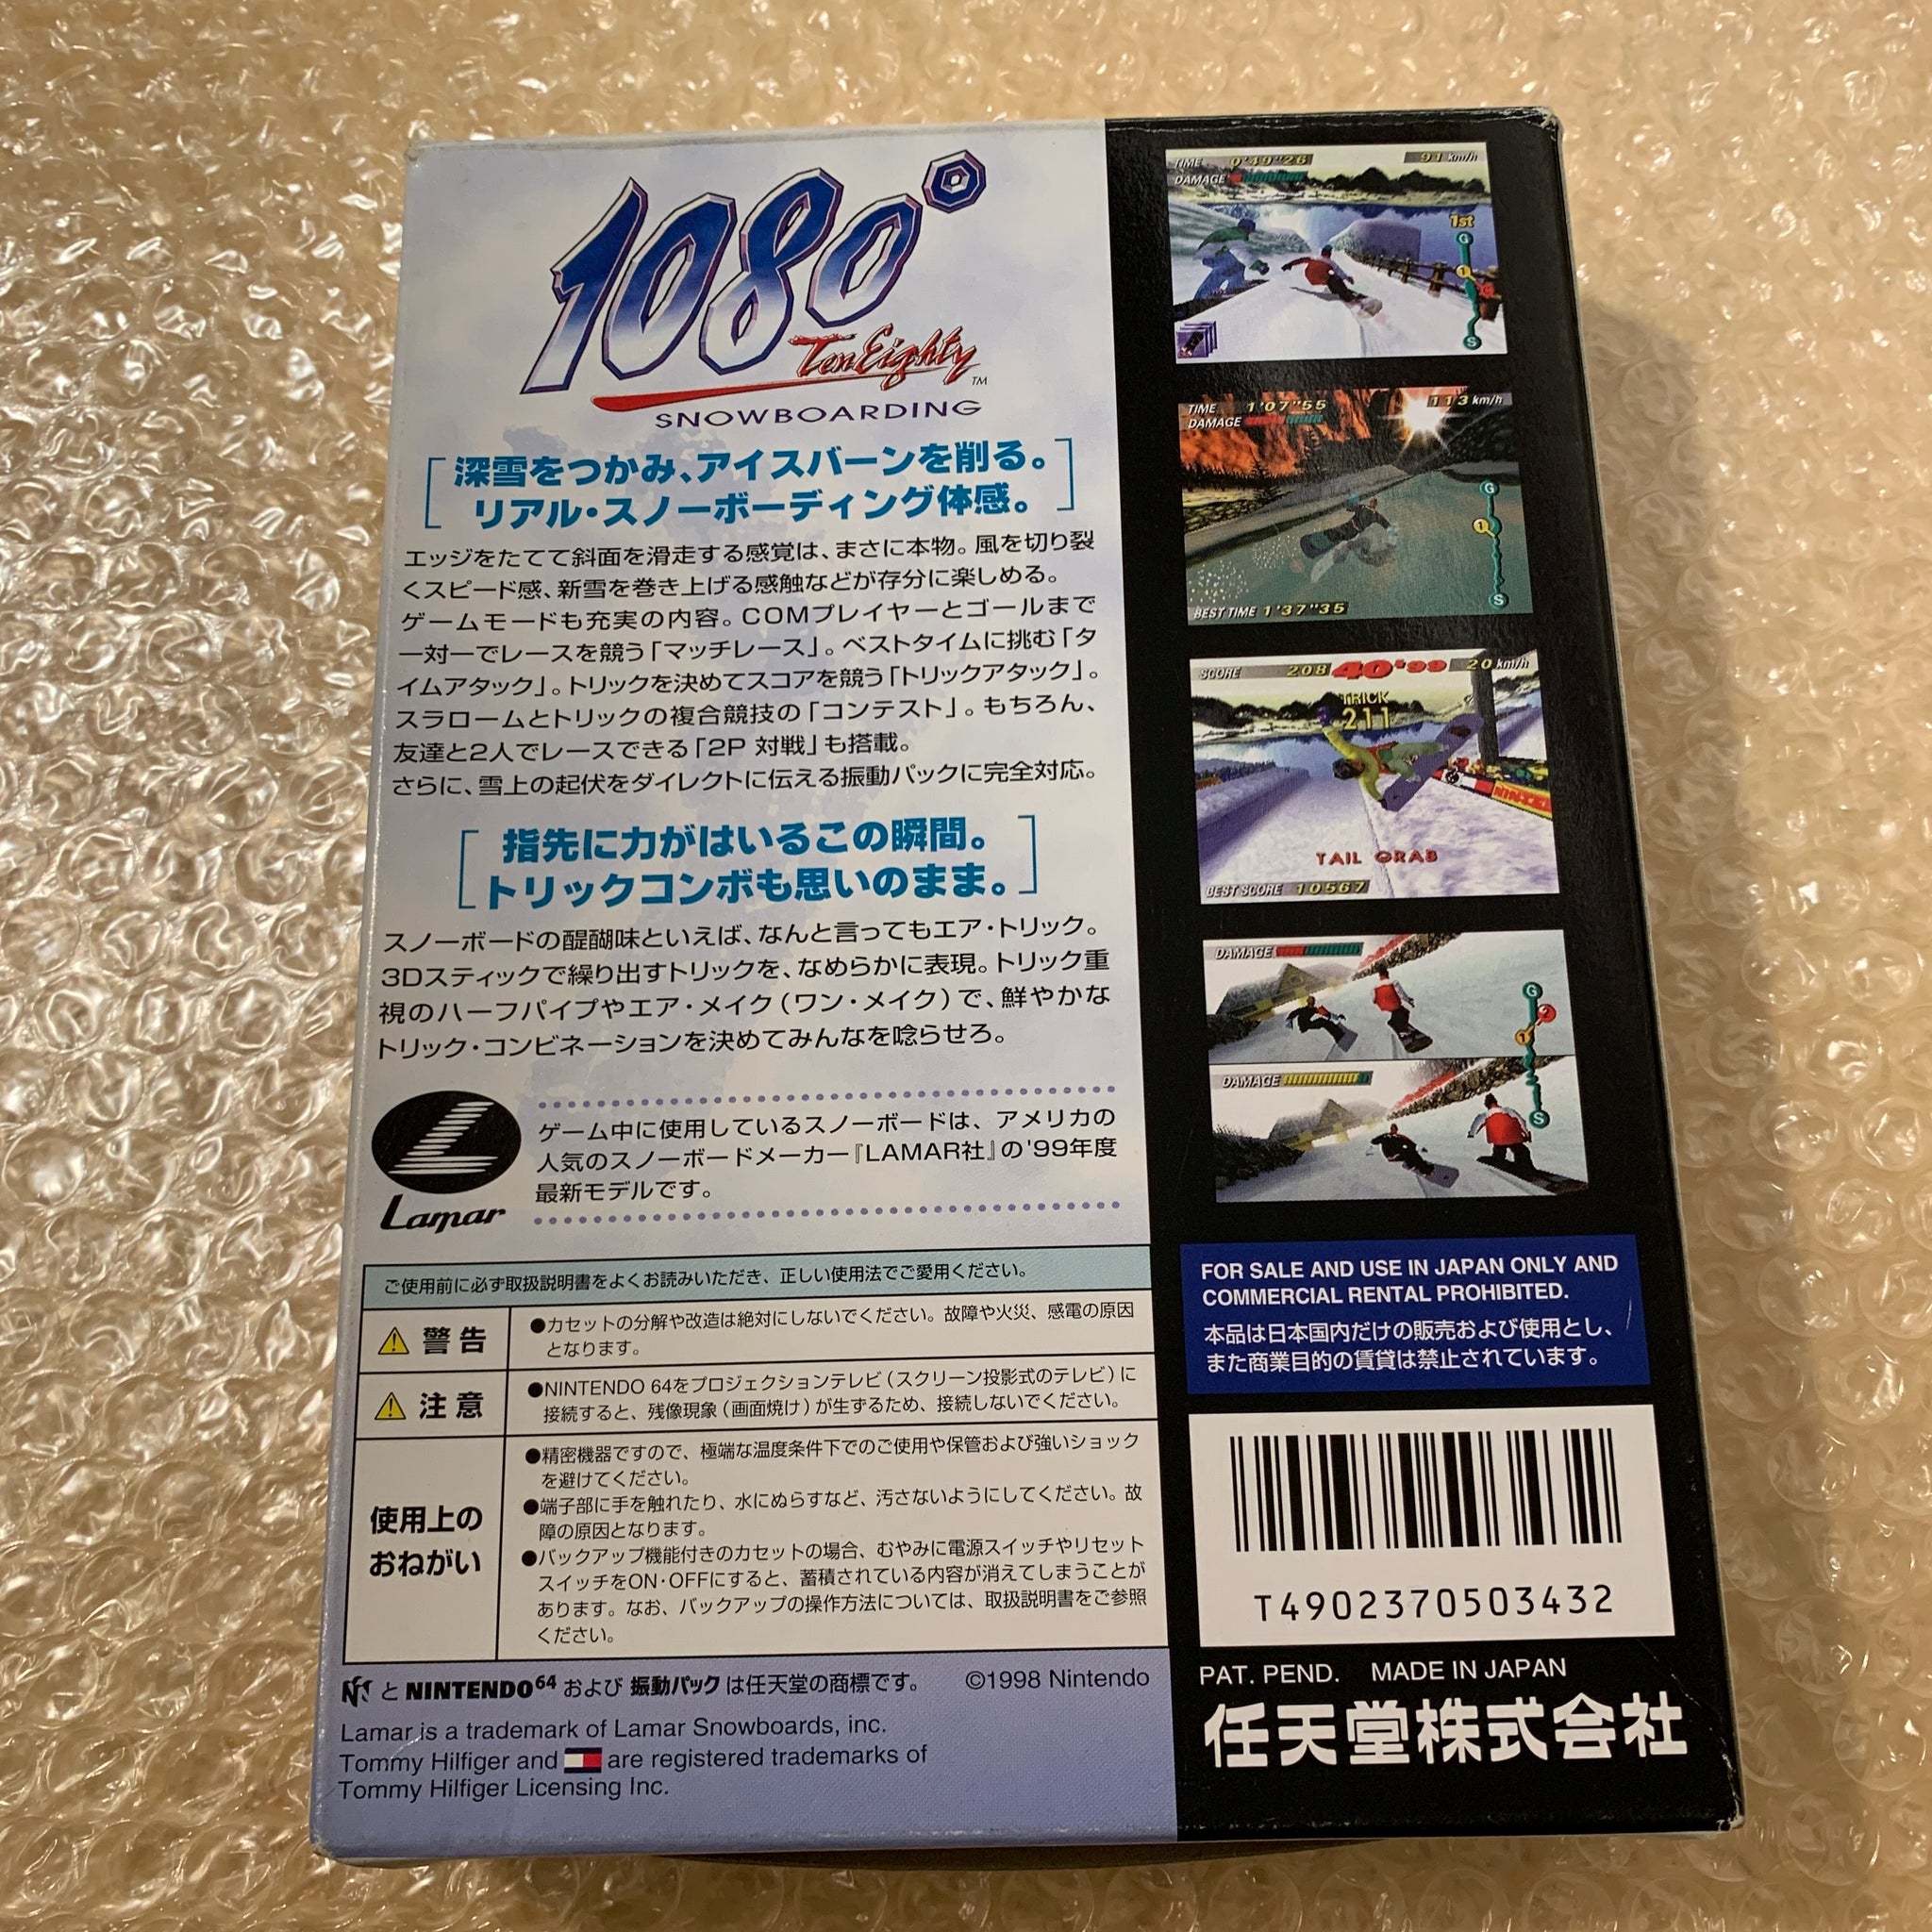 1080°
TenEighty
TM
SNOWBOARDING
深雪をつかみ、アイスバーンを削る。
リアル・スノーボーディング体感。
エッジをたてて斜面を滑走する感覚は、まさに本物。風を切り裂
くスピード感、新雪を巻き上げる感触などが存分に楽しめる。
ゲームモードも充実の内容。COMプレイヤーとゴールまで
一対一でレースを競う「マッチレース」。ベストタイムに挑む「タ
イムアタック」。トリックを決めてスコアを競う「トリックアタック」。
スラロームとトリックの複合競技の「コンテスト」。もちろん、
友達と2人でレースできる「2P 対戦」も搭載。
さらに、雪上の起伏をダイレクトに伝える振動パックに完全対応。
指先に力がはいるこの瞬間。
トリックコンボも思いのまま。
スノーボードの醍醐味といえば、なんと言ってもエア・トリック。
3Dスティックで繰り出すトリックを、なめらかに表現。トリック重
視のハーフパイプやエア・メイク(ワン・メイク)で、鮮やかな
トリック・コンビネーションを決めてみんなを唸らせろ。
Lamar
ゲーム中に使用しているスノーボードは、アメリカの
人気のスノーボードメーカー『LAMAR社』の'99年度
最新モデルです。
ご使用前に必ず取扱説明書をよくお読みいただき、正しい使用法でご愛用ください。
警告
●カセットの分解や改造は絶対にしないでください。故障や火災、感電の原因
となります。
注意
●NINTENDO 64をプロジェクションテレビ(スクリーン投影式のテレビ)に
接続すると、残像現象(画面焼け)が生ずるため、接続しないでください。
使用上の
おねがい
●精密機器ですので、極端な温度条件下でのご使用や保管および強いショック
を避けてください。
●端子部に手を触れたり、水にぬらすなど、汚さないようにしてください。故
障の原因となります。
●バックアップ機能付きのカセットの場合、むやみに電源スイッチやリセット
スイッチをON・OFFにすると、蓄積されている内容が消えてしまうことが
あります。なお、バックアップの操作方法については、取扱説明書をご参照
ください。
と NINTENDO64 および 振動パック は任天堂の商標です。 ©1998 Nintendo
Lamar is a trademark of Lamar Snowboards, inc.
Tommy Hilfiger and are registered trademarks of
Tommy Hilfiger Licensing Inc.
TIME 0'49"26 91 km/h
DAMAGE
1st
G
1
S
TIME 1'07"55 113 km/h
DAMAGE
G
1
S
BEST TIME 1'37"35
SCORE 208 40"99 20 km/h
TRICK
211
TAIL GRAB
BEST SCORE 10567
DAMAGE
G
2
1
S
DAMAGE
FOR SALE AND USE IN JAPAN ONLY AND
COMMERCIAL RENTAL PROHIBITED.
本品は日本国内だけの販売および使用とし、
また商業目的の賃貸は禁止されています。
T4902370503432
PAT. PEND. MADE IN JAPAN
任天堂株式会社